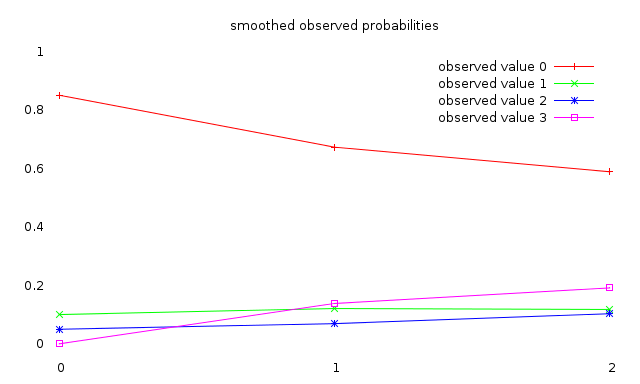 smoothed observed probabilities
1
observed value 0
observed value 1
0.8
observed value 2
observed value 3
0.6
0.4
0.2
0
0 1 2